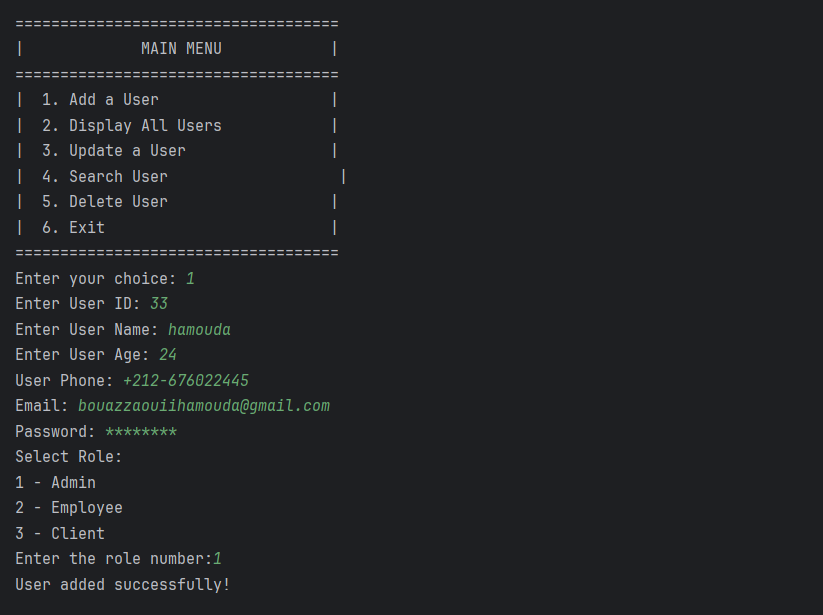 ====================================
|             MAIN MENU            |
====================================
|  1. Add a User                   |
|  2. Display All Users            |
|  3. Update a User                |
|  4. Search User                   |
|  5. Delete User                  |
|  6. Exit                         |
====================================
Enter your choice: 1
Enter User ID: 33
Enter User Name: hamouda
Enter User Age: 24
User Phone: +212-676022445
Email: bouazzaouiihamouda@gmail.com
Password: ********
Select Role:
1 - Admin
2 - Employee
3 - Client
Enter the role number:1
User added successfully!